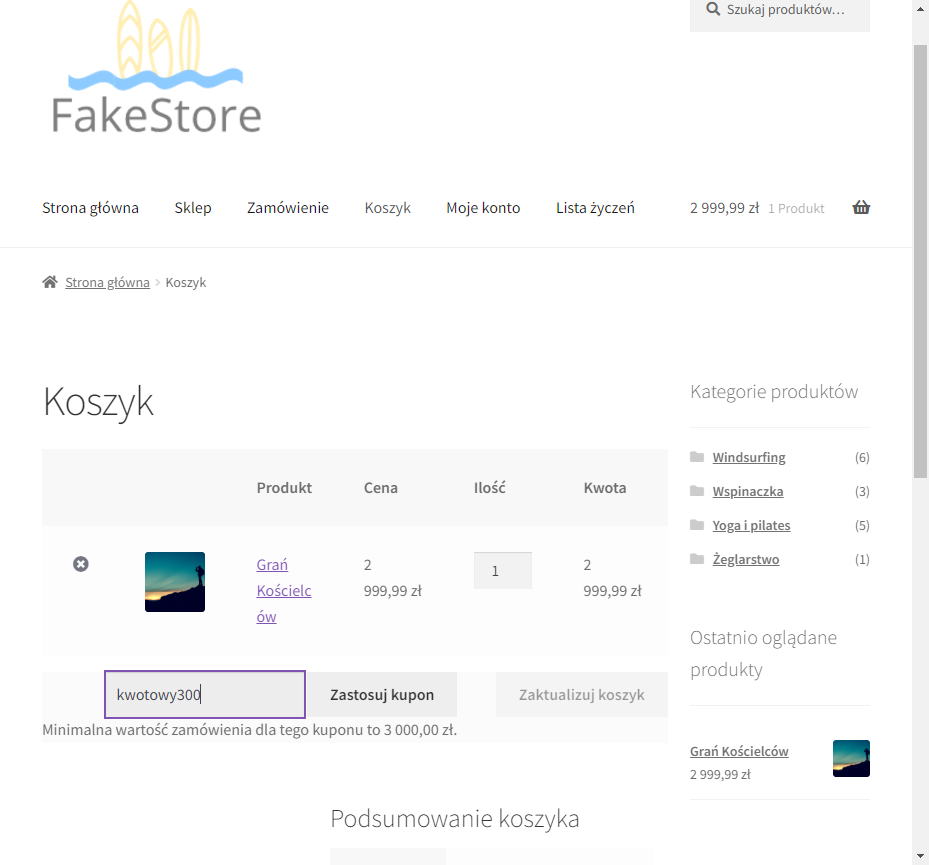 Szukaj produktów…
FakeStore
Strona główna Sklep Zamówienie Koszyk Moje konto Lista życzeń 2 999,99 zł 1 Produkt
Strona główna Koszyk
Koszyk
Produkt Cena Ilość Kwota
Grań
Kościelc
ów
2
999,99 zł
1
2
999,99 zł
kwotowy300 Zastosuj kupon Zaktualizuj koszyk
Minimalna wartość zamówienia dla tego kuponu to 3 000,00 zł.
Podsumowanie koszyka
Kategorie produktów
Windsurfing (6)
Wspinaczka (3)
Yoga i pilates (5)
Żeglarstwo (1)
Ostatnio oglądane
produkty
Grań Kościelców
2 999,99 zł